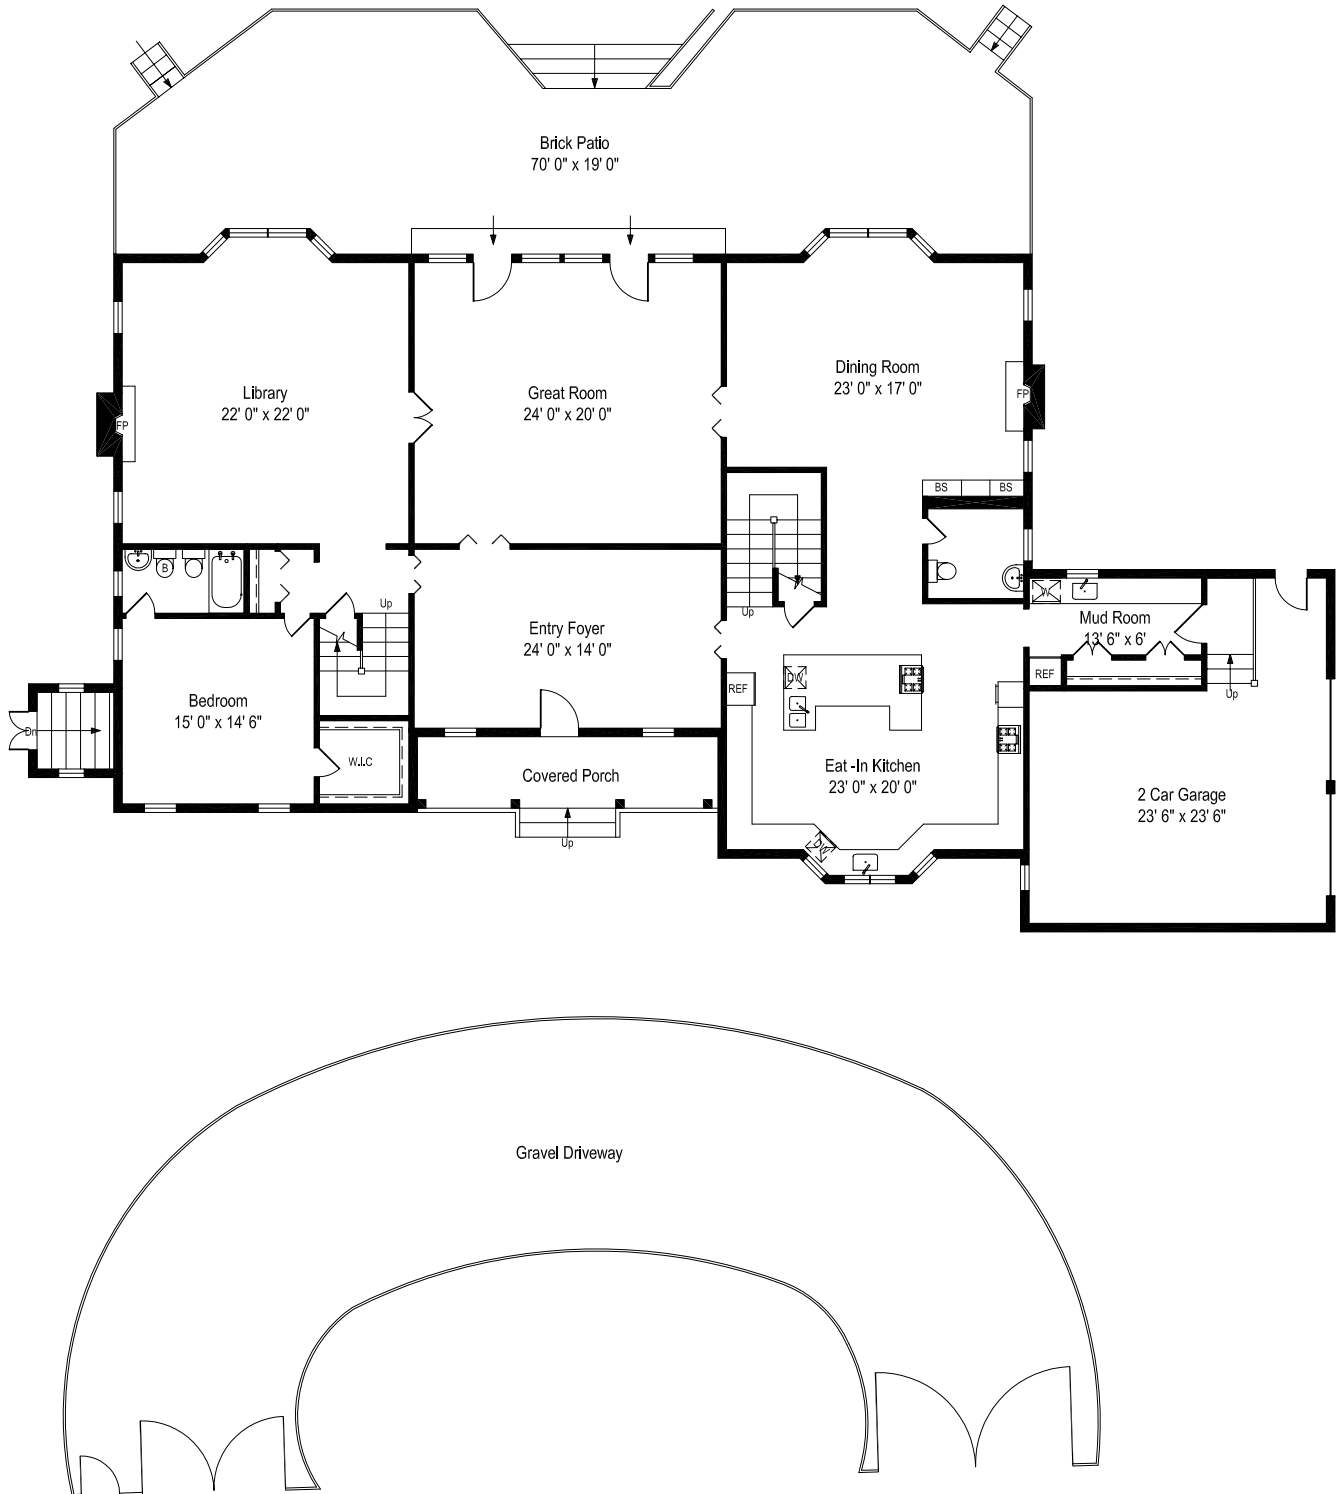 Brick Patio
70' 0" x 19' 0"
Library
22' 0" x 22' 0"
FP
Great Room
24' 0" x 20' 0"
Dining Room
23' 0" x 17' 0"
FP
BS
BS
B
Up
Up
Entry Foyer
24' 0" x 14' 0"
W
Mud Room
13' 6" x 6'
REF
Up
Bedroom
15' 0" x 14' 6"
Dn
W.I.C
DW
REF
Covered Porch
Up
Eat -In Kitchen
23' 0" x 20' 0"
DW
2 Car Garage
23' 6" x 23' 6"
Gravel Driveway